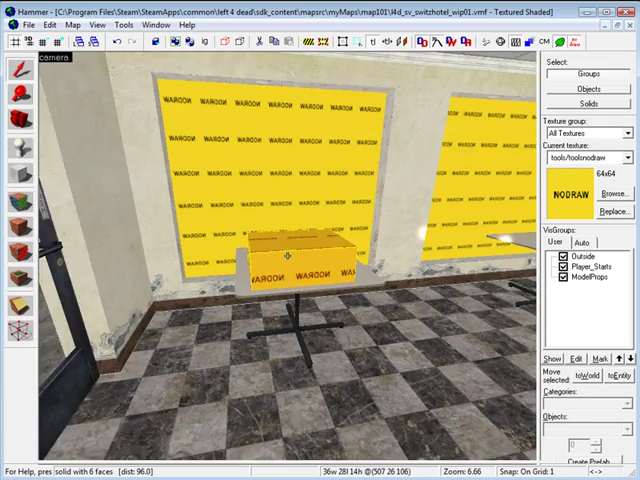 Hammer - [C:\Program Files\Steam\SteamApps\common\left 4 dead\sdk_content\mapsrc\myMaps\map101\l4d_sv_switzhotel_wip01.vmf - Textured Shaded]
File Edit Map View Tools Window Help
camera
Select:
Groups
Objects
Solids
Texture group:
All Textures
Current texture:
tools/toolsnodraw
64x64
NODRAW
Browse...
Replace...
VisGroups:
User Auto
Outside
Player_Starts
ModelProps
Show Edit Mark
Move selected:
toWorld toEntity
Categories:
Objects:
0
Create Prefab
For Help, pres solid with 6 faces [dist: 96.0] 36w 28l 14h @(507 26 106) Zoom: 6.66 Snap: On Grid: 1 <->